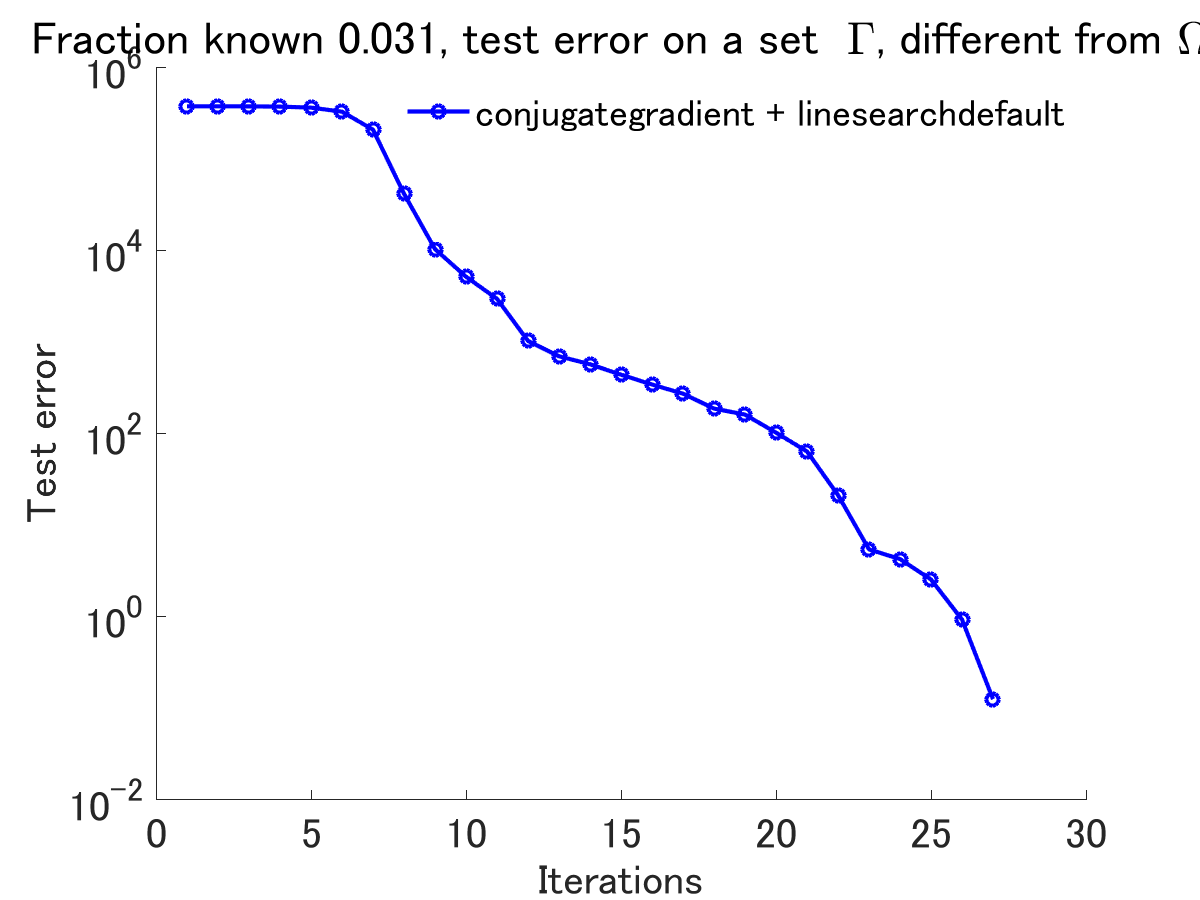 Fraction known 0.031, test error on a set Γ, different from Ω
10^6
conjugategradient + linesearchdefault
10^4
10^2
10^0
10^-2
Test error
0 5 10 15 20 25 30
Iterations